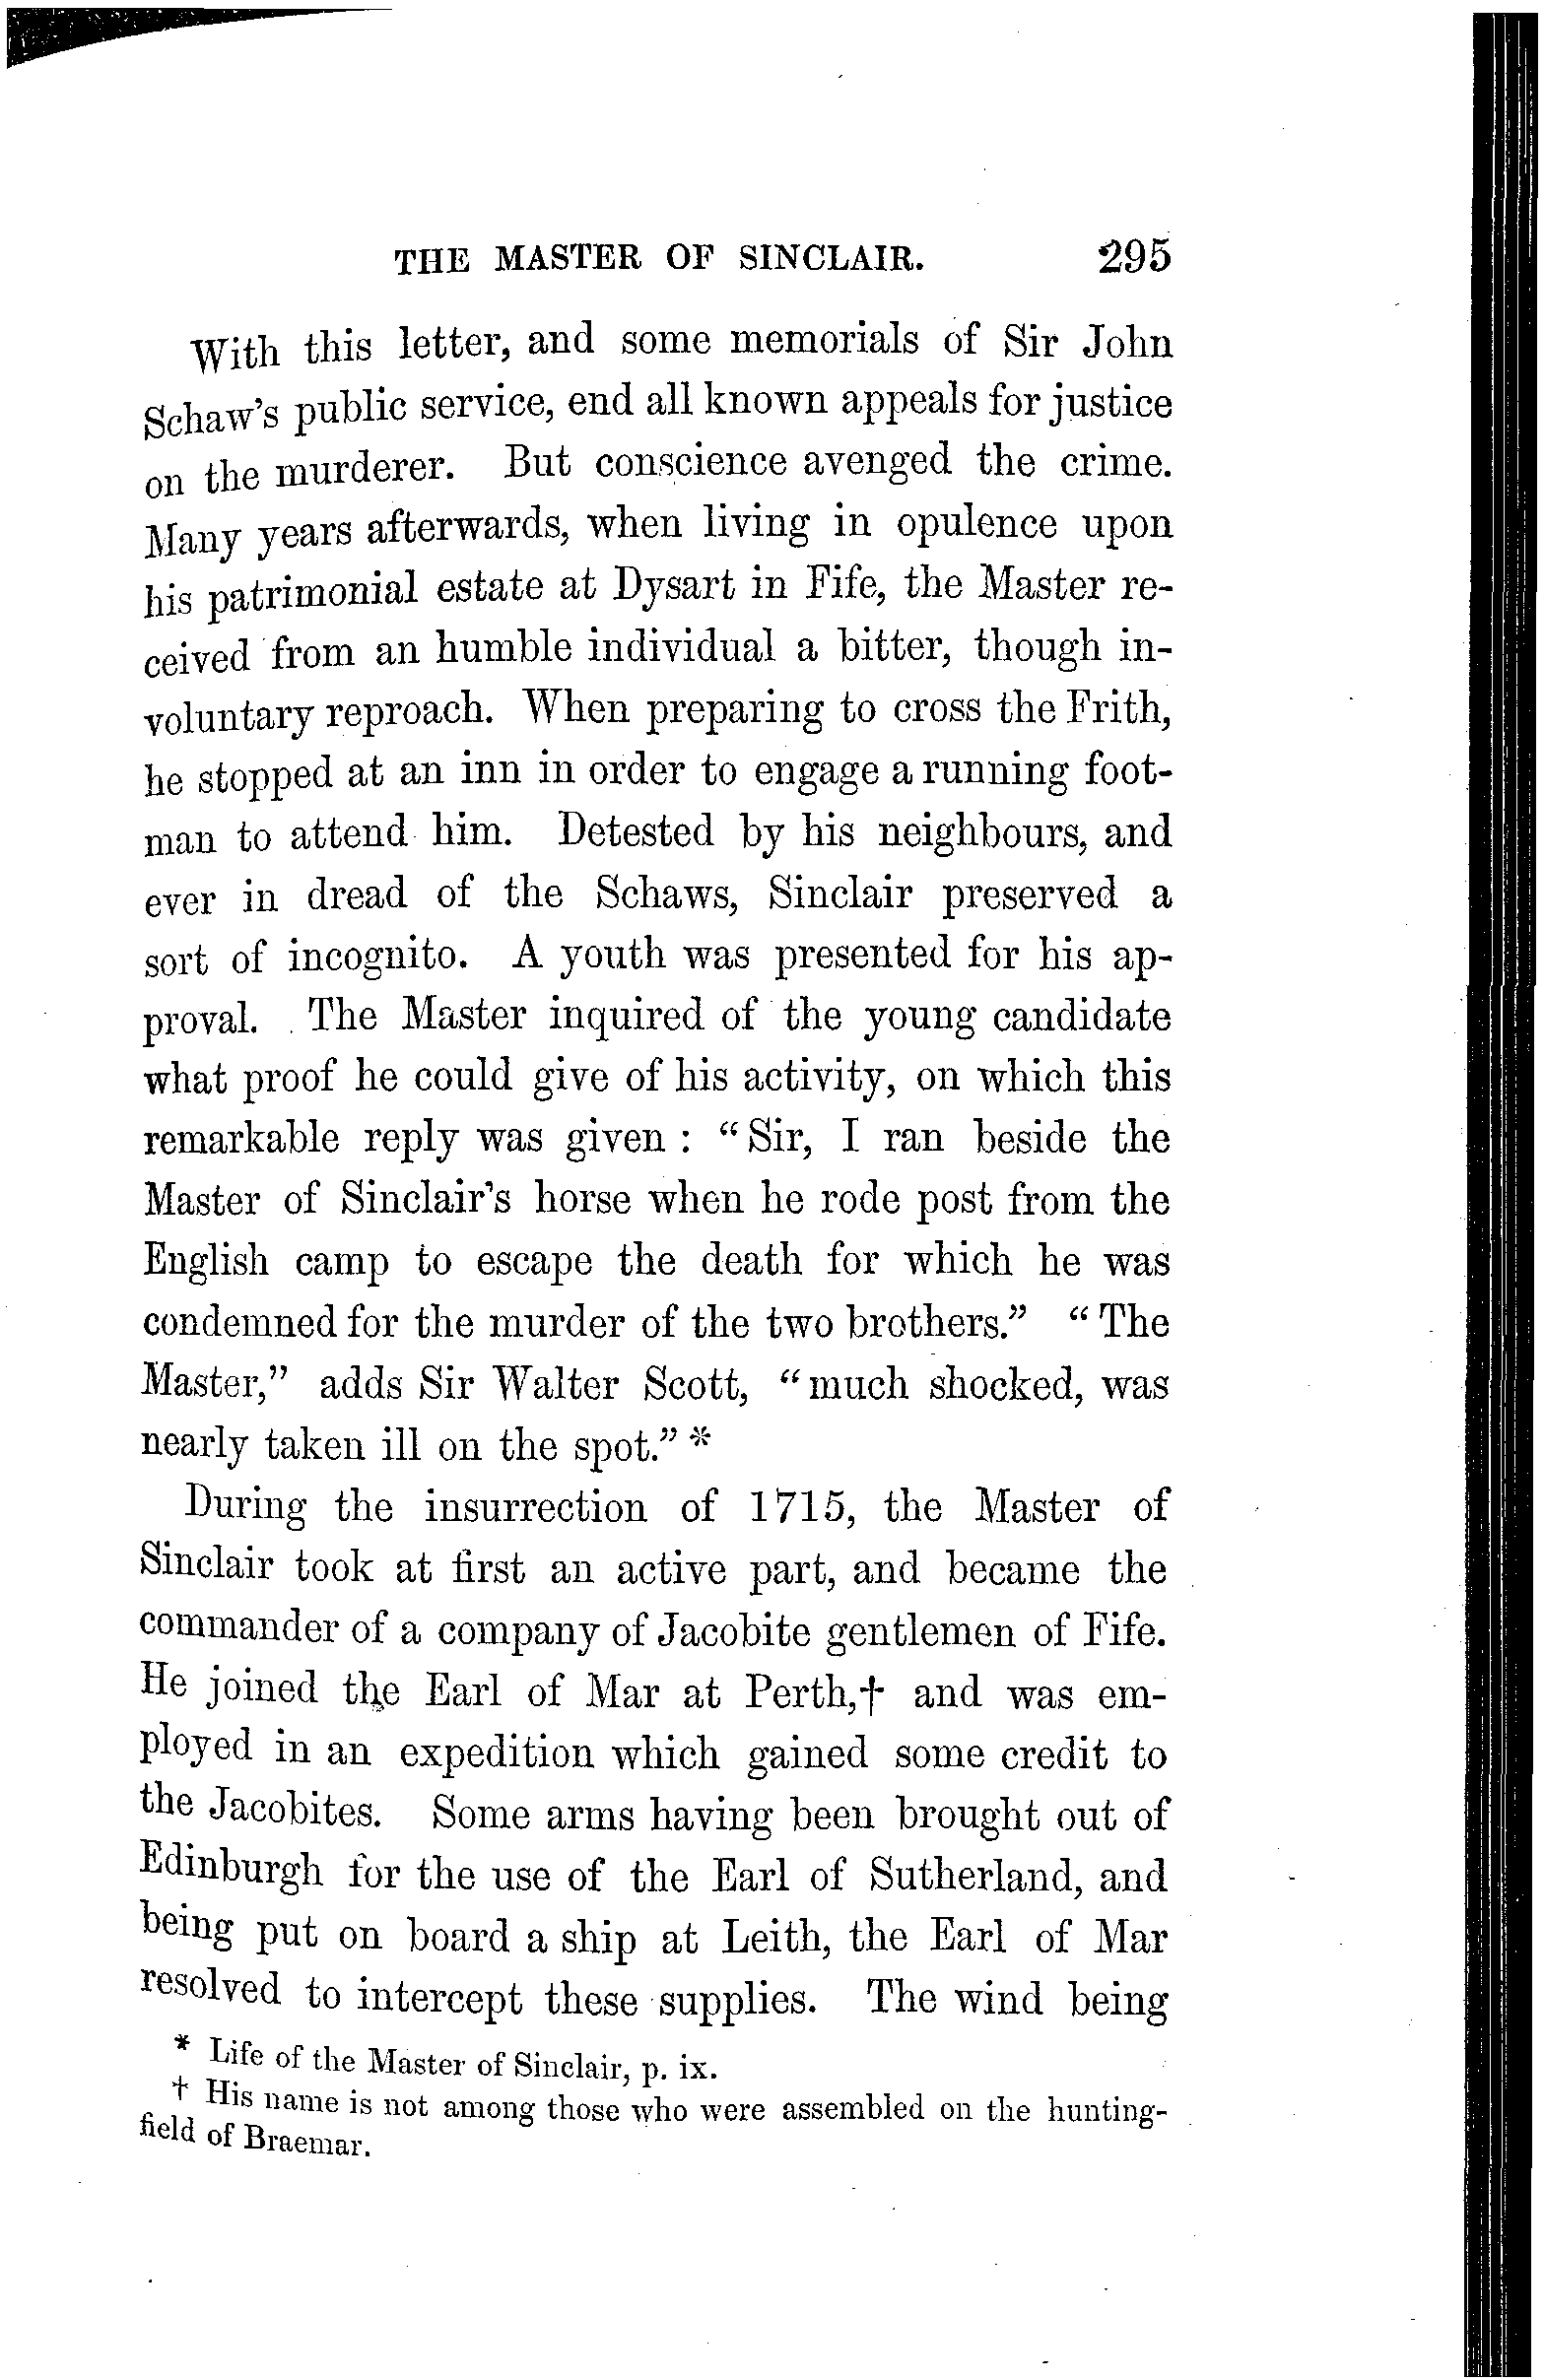 THE MASTER OF SINCLAIR. 295
With this letter, and some memorials of Sir John
Schaw's public service, end all known appeals for justice
on the murderer. But conscience avenged the crime.
Many years afterwards, when living in opulence upon
his patrimonial estate at Dysart in Fife, the Master re-
ceived from an humble individual a bitter, though in-
voluntary reproach. When preparing to cross the Frith,
he stopped at an inn in order to engage a running foot-
man to attend him. Detested by his neighbours, and
ever in dread of the Schaws, Sinclair preserved a
sort of incognito. A youth was presented for his ap-
proval. The Master inquired of the young candidate
what proof he could give of his activity, on which this
remarkable reply was given : “Sir, I ran beside the
Master of Sinclair's horse when he rode post from the
English camp to escape the death for which he was
condemned for the murder of the two brothers.” “The
Master,” adds Sir Walter Scott, “much shocked, was
nearly taken ill on the spot.” *
During the insurrection of 1715, the Master of
Sinclair took at first an active part, and became the
commander of a company of Jacobite gentlemen of Fife.
He joined the Earl of Mar at Perth,† and was em-
ployed in an expedition which gained some credit to
the Jacobites. Some arms having been brought out of
Edinburgh for the use of the Earl of Sutherland, and
being put on board a ship at Leith, the Earl of Mar
resolved to intercept these supplies. The wind being
* Life of the Master of Sinclair, p. ix.
† His name is not among those who were assembled on the hunting-
field of Braemar.